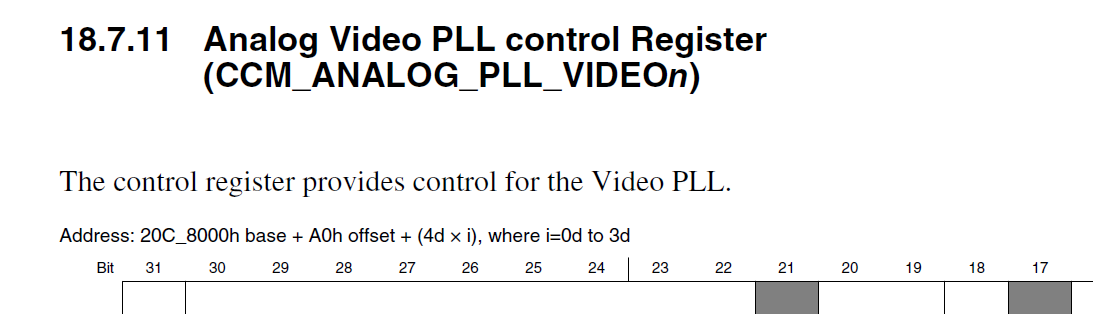 18.7.11 Analog Video PLL control Register
(CCM_ANALOG_PLL_VIDEOn)
The control register provides control for the Video PLL.
Address: 20C_8000h base + A0h offset + (4d × i), where i=0d to 3d
Bit 31 30 29 28 27 26 25 24 23 22 21 20 19 18 17